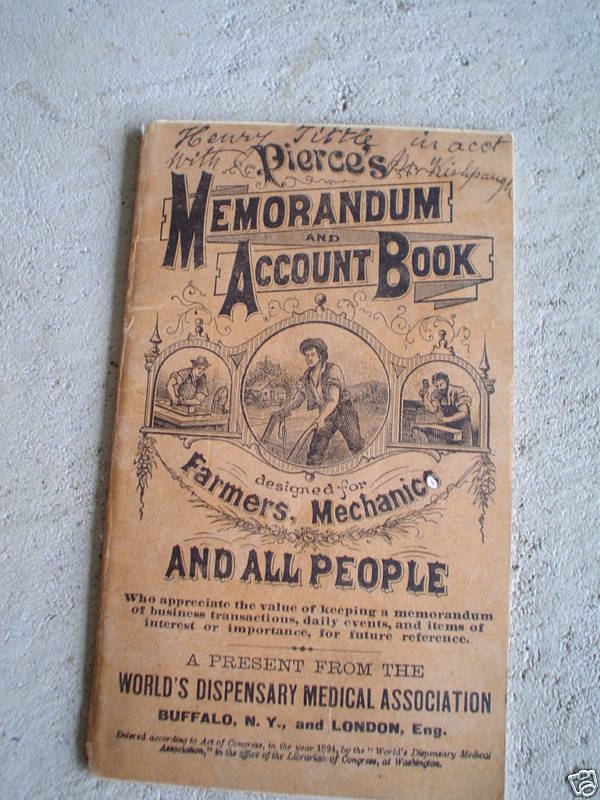 Henry Tittle in acct
With
Pierce's
Memorandum
and
Account Book
designed for
Farmers, Mechanics
AND ALL PEOPLE
Who appreciate the value of keeping a memorandum
of business transactions, daily events, and items of
interest or importance, for future reference.
A PRESENT FROM THE
WORLD'S DISPENSARY MEDICAL ASSOCIATION
BUFFALO, N. Y., and LONDON, Eng.
Entered according to Act of Congress, in the year 1894, by the "World's Dispensary Medical
Association," in the office of the Librarian of Congress, at Washington.